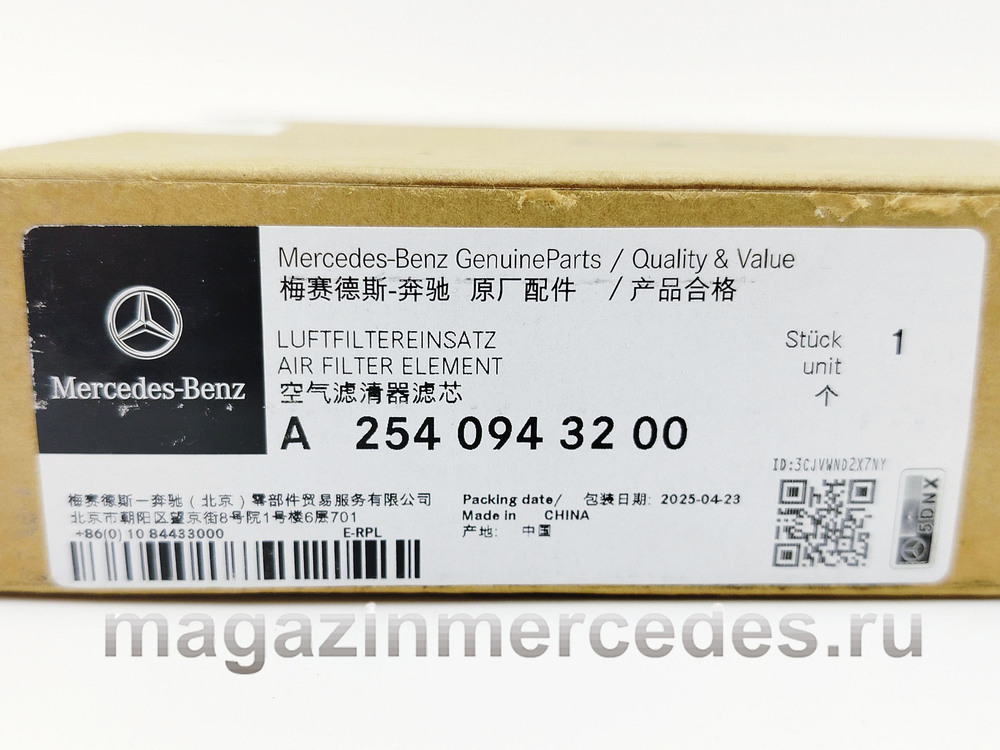 Mercedes-Benz
Mercedes-Benz GenuineParts / Quality & Value
梅赛德斯-奔驰 原厂配件 / 产品合格
LUFTFILTEREINSATZ
AIR FILTER ELEMENT
空气滤清器滤芯
Stück 1
unit
个
A 254 094 32 00
ID:3CJVWND2X7NY
梅赛德斯一奔驰（北京）零部件贸易服务有限公司
北京市朝阳区望京街8号院1号楼6层701
+86(0) 10 84433000 E-RPL
Packing date/ 包装日期: 2025-04-23
Made in CHINA
产地: 中国
5IDNX
magazinmercedes.ru